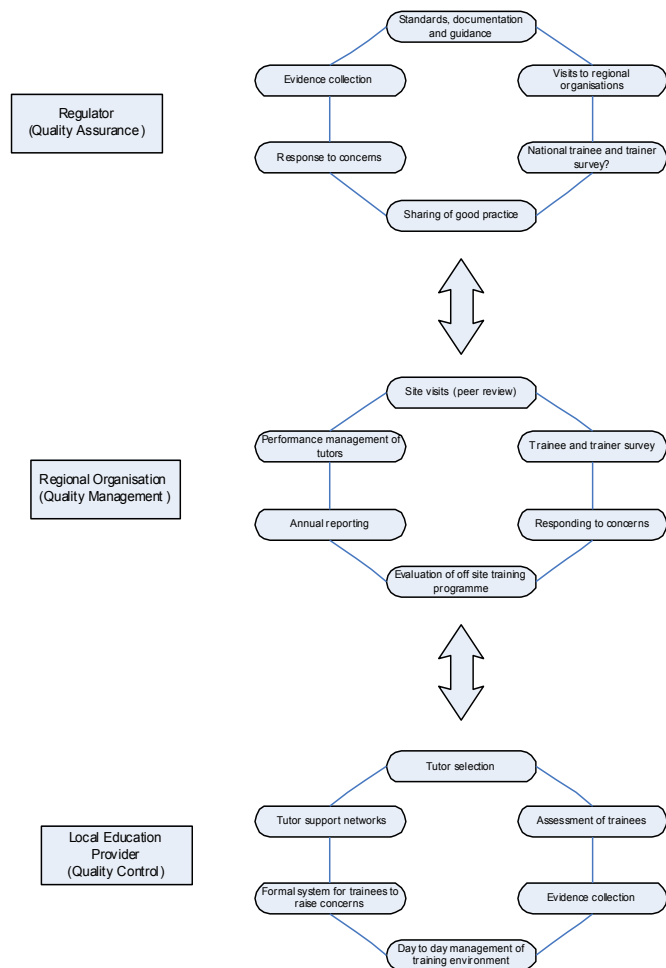 Standards, documentation
and guidance
Evidence collection
Visits to regional
organisations
Regulator
(Quality Assurance)
Response to concerns
National trainee and trainer
survey?
Sharing of good practice
Site visits (peer review)
Performance management of
tutors
Trainee and trainer survey
Regional Organisation
(Quality Management)
Annual reporting
Responding to concerns
Evaluation of off site training
programme
Tutor selection
Tutor support networks
Assessment of trainees
Local Education
Provider
(Quality Control)
Formal system for trainees to
raise concerns
Evidence collection
Day to day management of
training environment